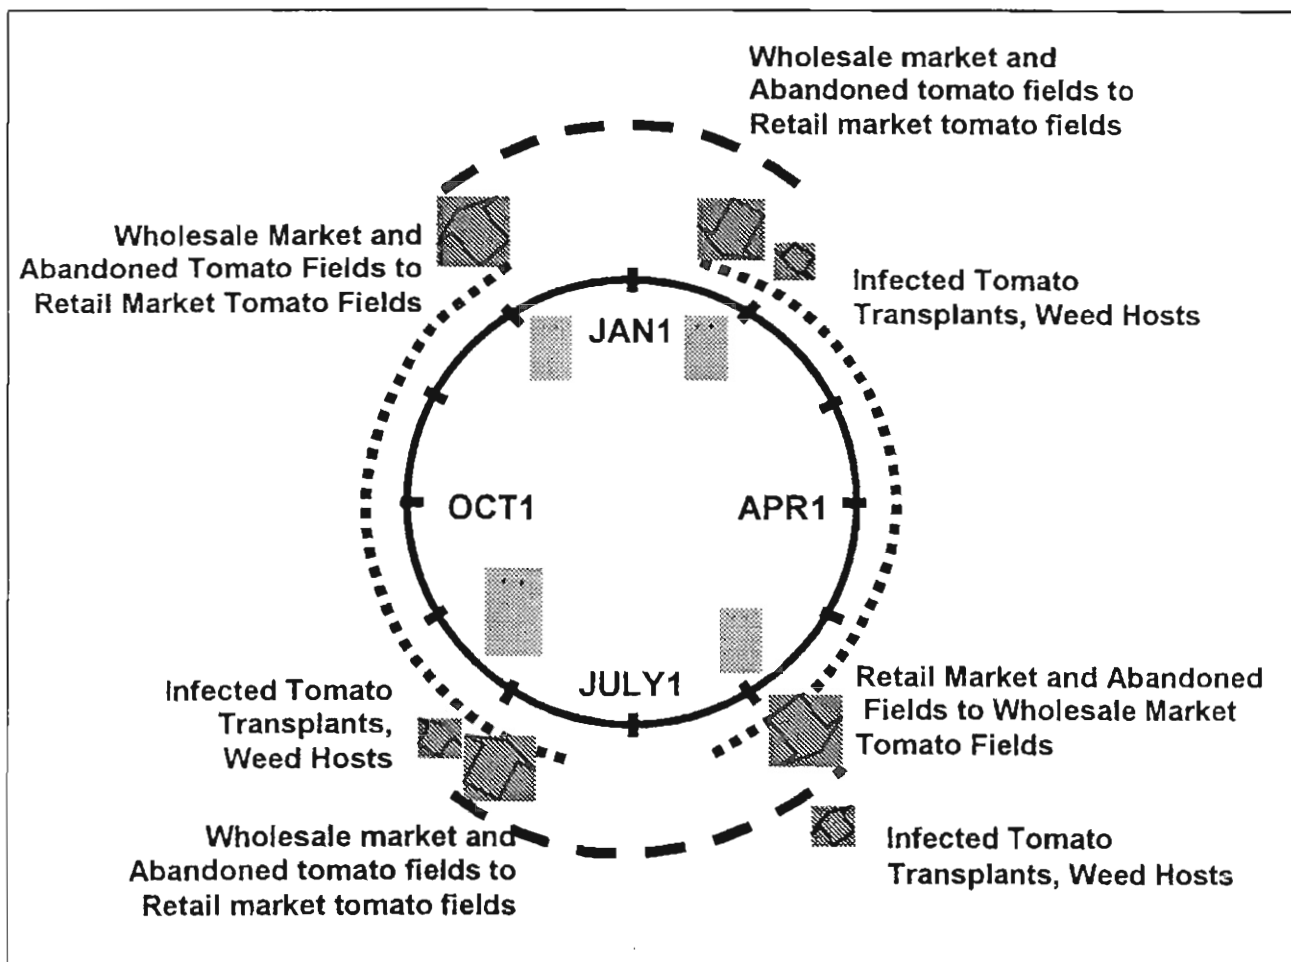 Wholesale market and
Abandoned tomato fields to
Retail market tomato fields
Wholesale Market and
Abandoned Tomato Fields to
Retail Market Tomato Fields
Infected Tomato
Transplants, Weed Hosts
JAN1
OCT1
APR1
JULY1
Infected Tomato
Transplants,
Weed Hosts
Retail Market and Abandoned
Fields to Wholesale Market
Tomato Fields
Wholesale market and
Abandoned tomato fields to
Retail market tomato fields
Infected Tomato
Transplants, Weed Hosts